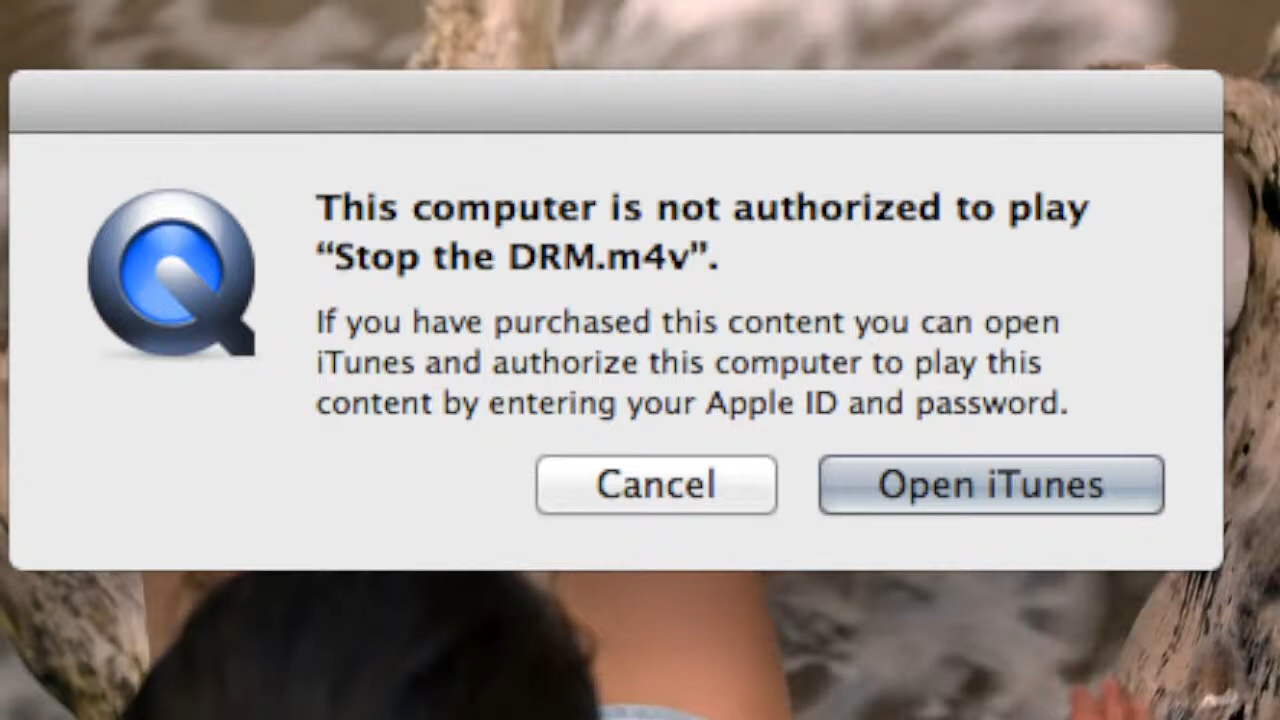 This computer is not authorized to play
“Stop the DRM.m4v”.
If you have purchased this content you can open
iTunes and authorize this computer to play this
content by entering your Apple ID and password.
Cancel
Open iTunes